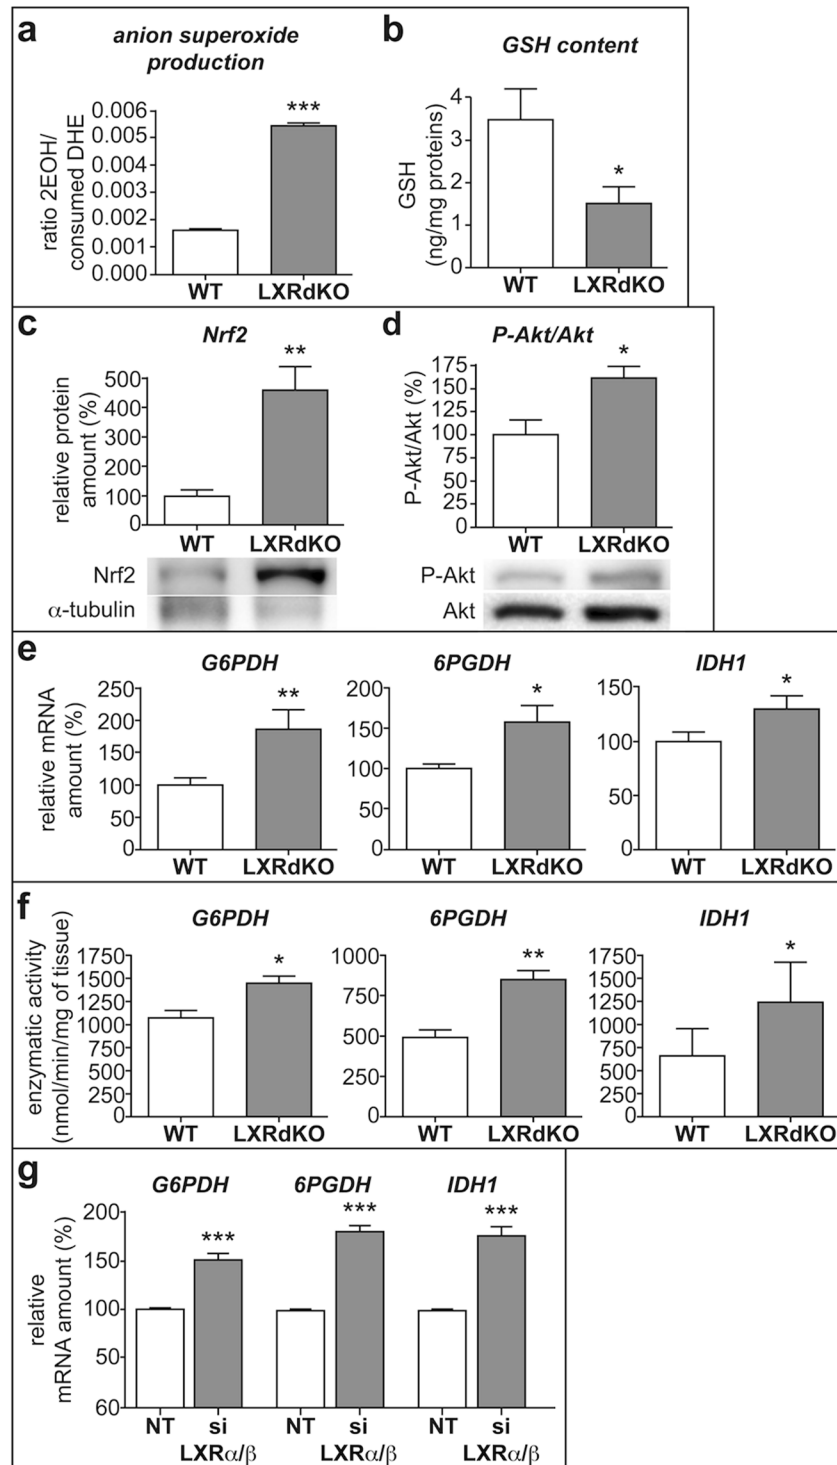 a
anion superoxide
production
ratio 2EOH/
consumed DHE
0.006
0.005
0.004
0.003
0.002
0.001
0.000
***
WT LXRdKO
b
GSH content
GSH
(ng/mg proteins)
4
3
2
1
0
*
WT LXRdKO
c
Nrf2
relative protein
amount (%)
500
400
300
200
100
0
**
WT LXRdKO
Nrf2
α-tubulin
d
P-Akt/Akt
P-Akt/Akt (%)
175
150
125
100
75
50
25
0
*
WT LXRdKO
P-Akt
Akt
e
relative mRNA
amount (%)
G6PDH
250
200
150
100
50
0
**
WT LXRdKO
6PGDH
200
150
100
50
0
*
WT LXRdKO
IDH1
150
100
50
0
*
WT LXRdKO
f
enzymatic activity
(nmol/min/mg of tissue)
G6PDH
1750
1500
1250
1000
750
500
250
0
*
WT LXRdKO
6PGDH
1000
750
500
250
0
**
WT LXRdKO
IDH1
1750
1500
1250
1000
750
500
250
0
*
WT LXRdKO
g
relative
mRNA amount (%)
200
150
100
50
60
G6PDH
***
NT si
LXRα/β
6PGDH
***
NT si
LXRα/β
IDH1
***
NT si
LXRα/β